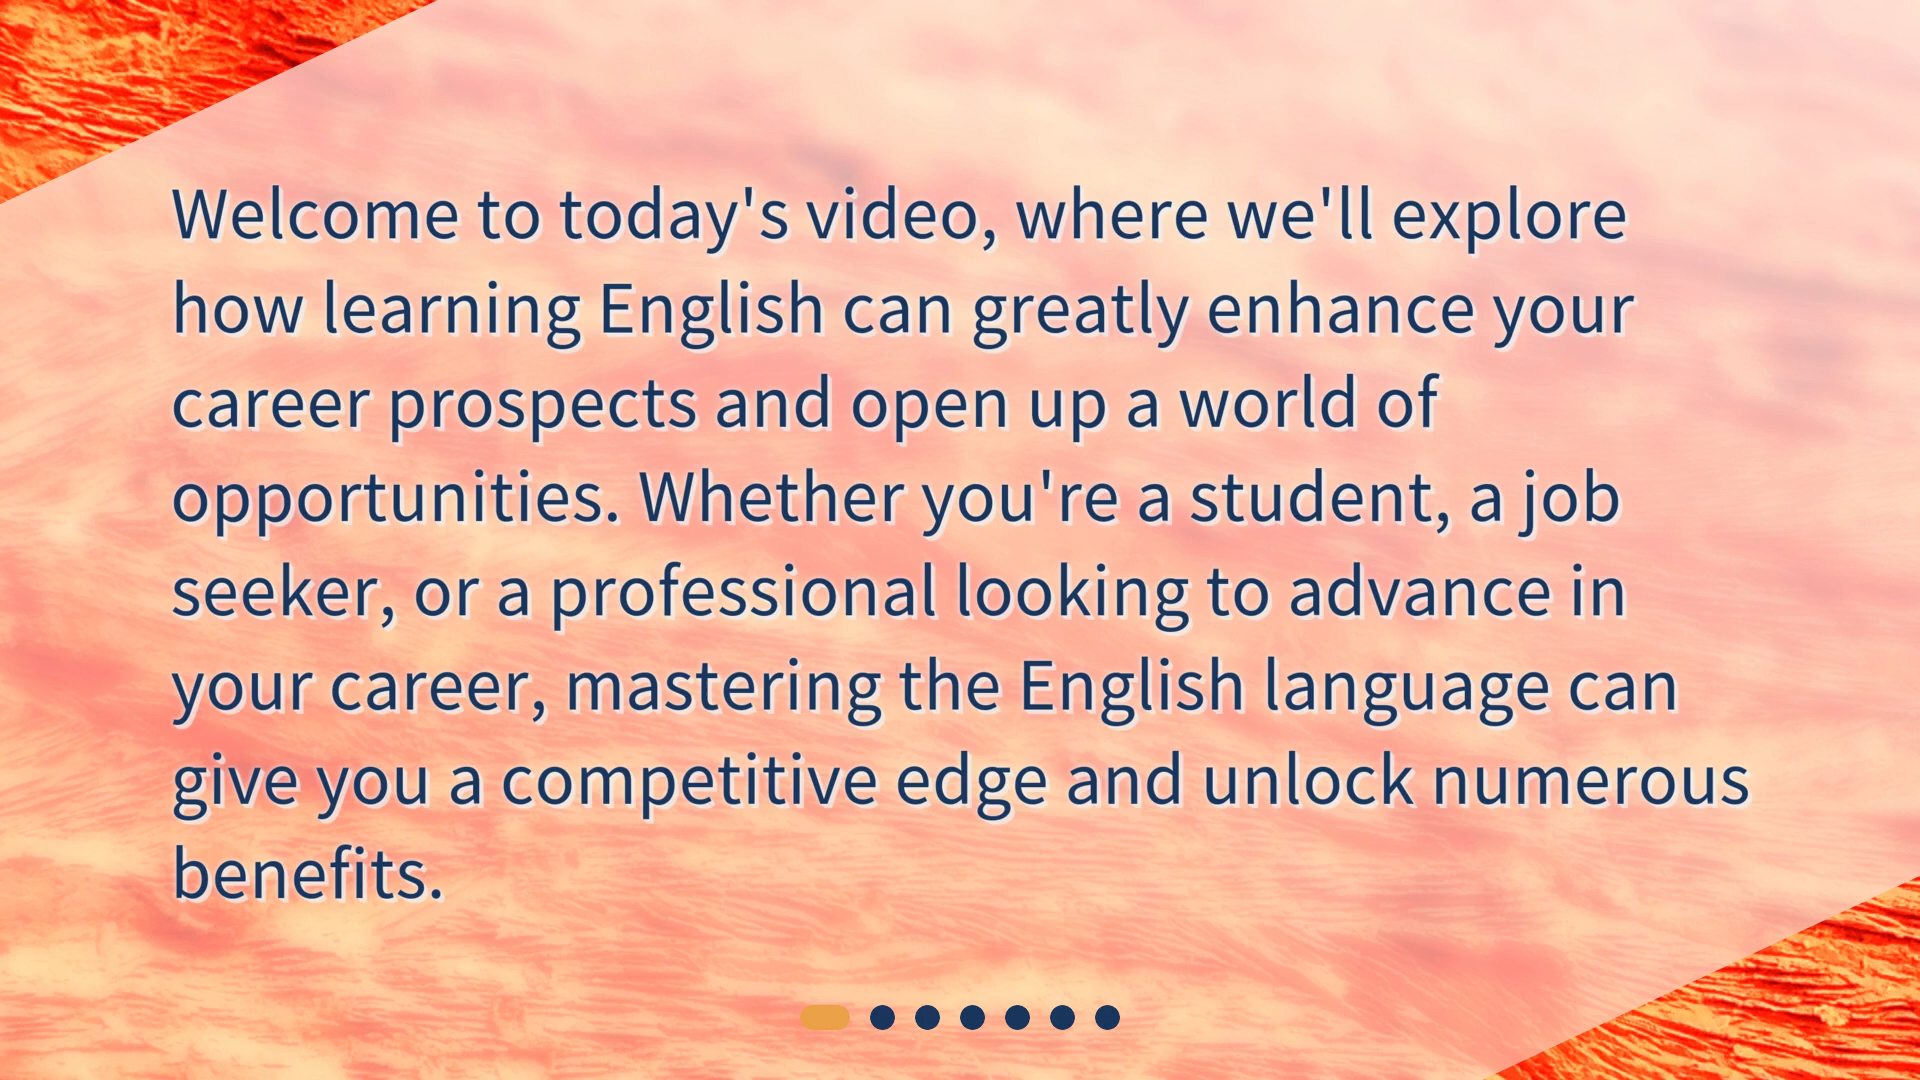 Welcome to today's video, where we'll explore
how learning English can greatly enhance your
career prospects and open up a world of
opportunities. Whether you're a student, a job
seeker, or a professional looking to advance in
your career, mastering the English language can
give you a competitive edge and unlock numerous
benefits.